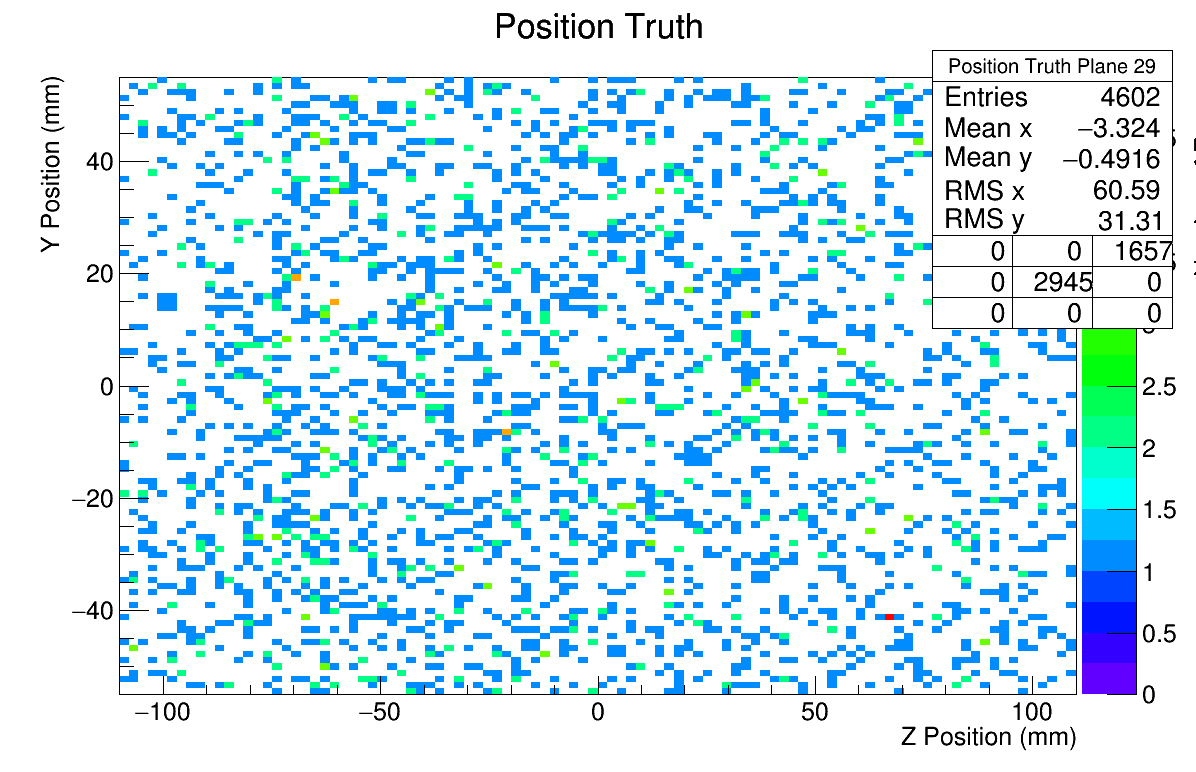 Position Truth
Position Truth Plane 29
Entries 4602
Mean x −3.324
Mean y −0.4916
RMS x 60.59
RMS y 31.31
0 0 1657
0 2945 0
0 0 0
Y Position (mm)
40
20
0
−20
−40
−100 −50 0 50 100
Z Position (mm)
2.5
2
1.5
1
0.5
0